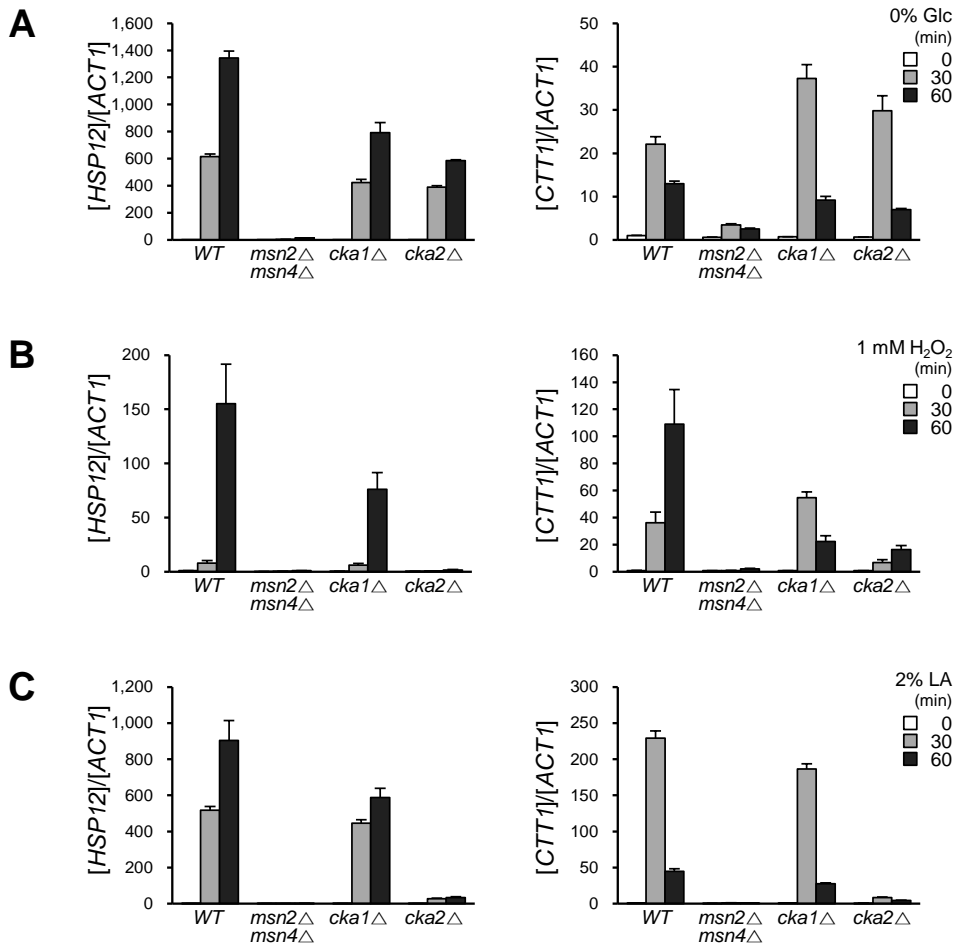 A
[HSP12]/[ACT1]
1,600
1,400
1,200
1,000
800
600
400
200
0
WT msn2△ cka1△ cka2△
msn4△
[CTT1]/[ACT1]
50
40
30
20
10
0
WT msn2△ cka1△ cka2△
msn4△
0% Glc
(min)
0
30
60
B
[HSP12]/[ACT1]
200
150
100
50
0
WT msn2△ cka1△ cka2△
msn4△
[CTT1]/[ACT1]
160
140
120
100
80
60
40
20
0
WT msn2△ cka1△ cka2△
msn4△
1 mM H₂O₂
(min)
0
30
60
C
[HSP12]/[ACT1]
1,200
1,000
800
600
400
200
0
WT msn2△ cka1△ cka2△
msn4△
[CTT1]/[ACT1]
300
250
200
150
100
50
0
WT msn2△ cka1△ cka2△
msn4△
2% LA
(min)
0
30
60